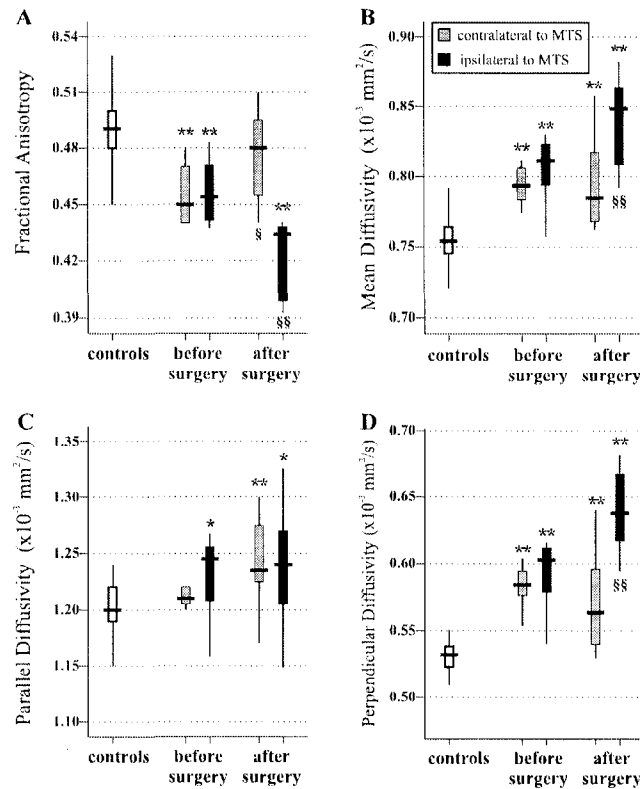 A
0.54
0.51
0.48
0.45
0.42
0.39
Fractional Anisotropy
** **
**
§
§§
controls
before surgery
after surgery
B
contralateral to MTS
ipsilateral to MTS
0.90
0.85
0.80
0.75
0.70
Mean Diffusivity (x10⁻³ mm²/s)
**
**
**
**
§§
controls
before surgery
after surgery
C
1.35
1.30
1.25
1.20
1.15
1.10
Parallel Diffusivity (x10⁻³ mm²/s)
*
**
*
controls
before surgery
after surgery
D
0.70
0.65
0.60
0.55
0.50
Perpendicular Diffusivity (x10⁻³ mm²/s)
**
**
**
**
§§
controls
before surgery
after surgery